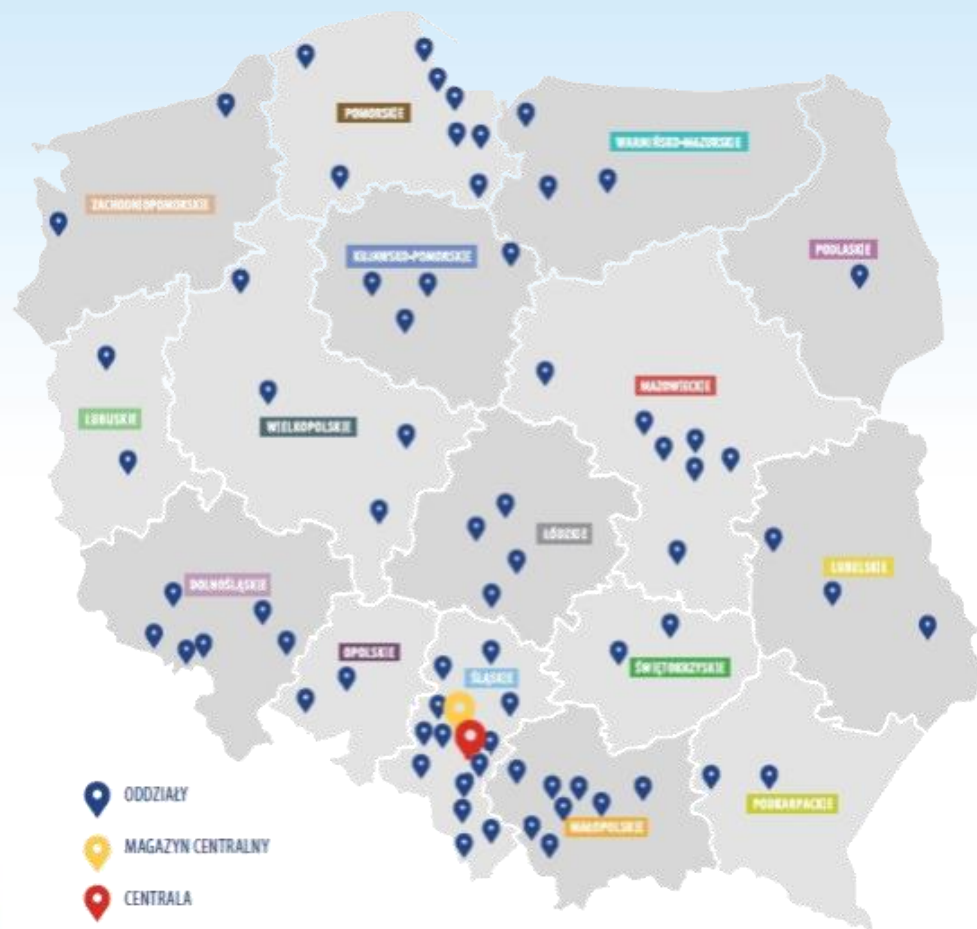 POMORSKIE
WARMIŃSKO-MAZURSKIE
ZACHODNIOPOMORSKIE
PODLASKIE
KUJAWSKO-POMORSKIE
MAZOWIECKIE
LUBUSKIE
WIELKOPOLSKIE
ŁÓDZKIE
LUBELSKIE
DOLNOŚLĄSKIE
OPOLSKIE
ŚWIĘTOKRZYSKIE
ŚLĄSKIE
PODKARPACKIE
MAŁOPOLSKIE
ODDZIAŁY
MAGAZYN CENTRALNY
CENTRALA